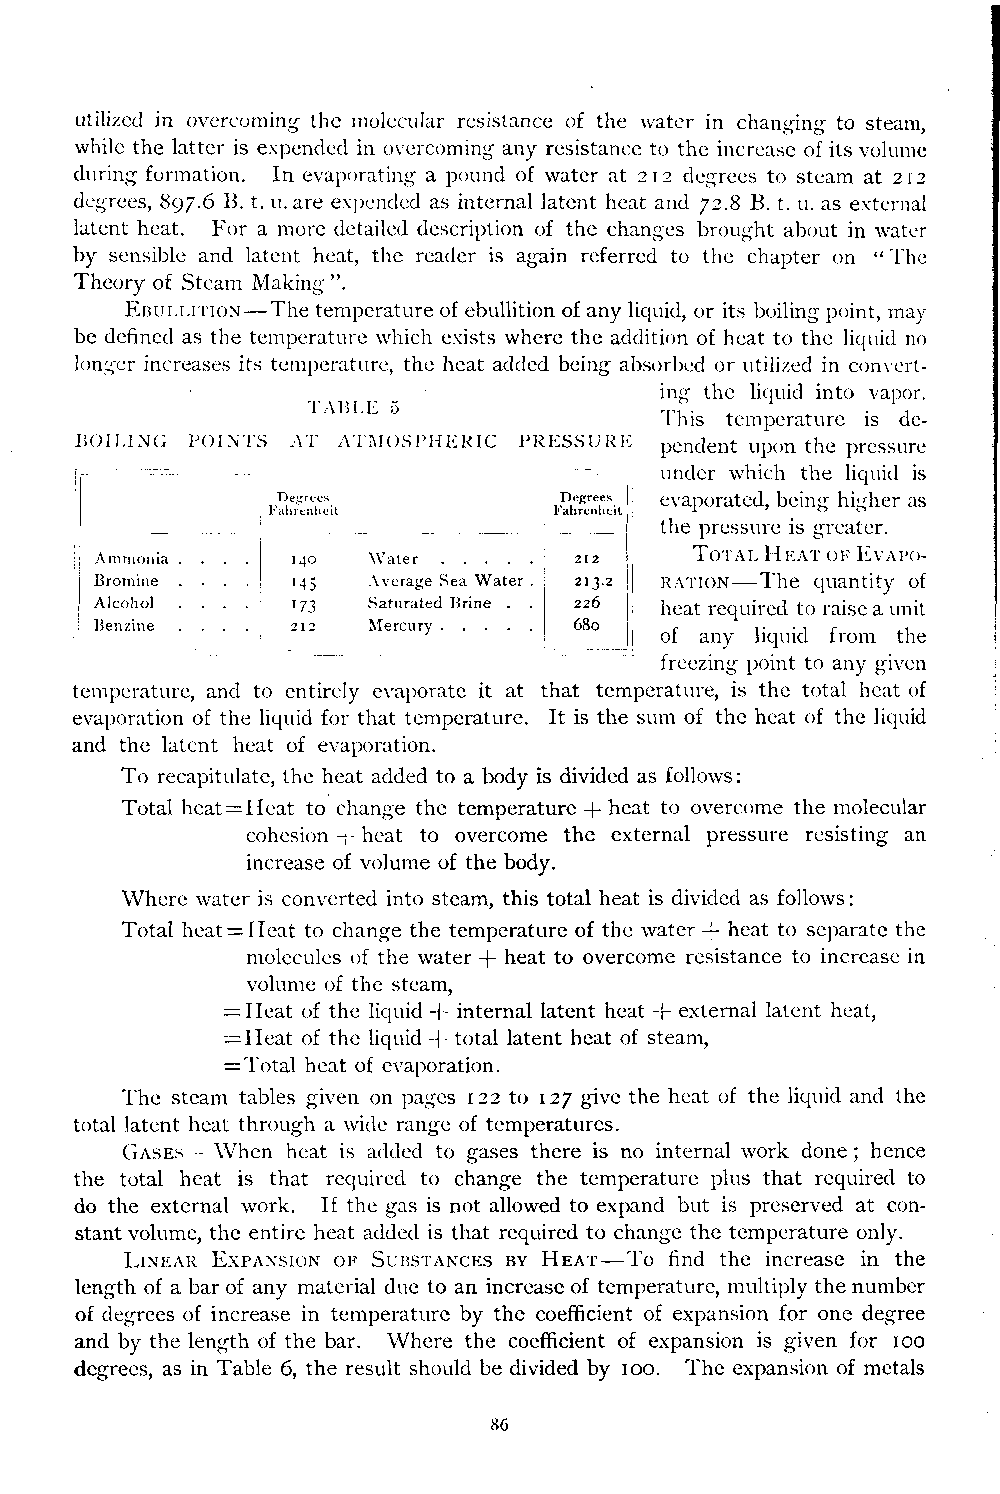 utilized in overcoming the molecular resistance of the water in changing to steam,
while the latter is expended in overcoming any resistance to the increase of its volume
during formation. In evaporating a pound of water at 212 degrees to steam at 212
degrees, 897.6 B. t. u. are expended as internal latent heat and 72.8 B. t. u. as external
latent heat. For a more detailed description of the changes brought about in water
by sensible and latent heat, the reader is again referred to the chapter on “The
Theory of Steam Making”.
EBULLITION—The temperature of ebullition of any liquid, or its boiling point, may
be defined as the temperature which exists where the addition of heat to the liquid no
longer increases its temperature, the heat added being absorbed or utilized in convert-
ing the liquid into vapor.
This temperature is de-
pendent upon the pressure
under which the liquid is
evaporated, being higher as
the pressure is greater.
TABLE 5
BOILING POINTS AT ATMOSPHERIC PRESSURE
Degrees Degrees
Fahrenheit Fahrenheit
Ammonia . . . . 140 Water . . . . . 212
Bromine . . . . 145 Average Sea Water . 213.2
Alcohol . . . . 173 Saturated Brine . . 226
Benzine . . . . 212 Mercury . . . . . 680
TOTAL HEAT OF EVAPO-
RATION—The quantity of
heat required to raise a unit
of any liquid from the
freezing point to any given
temperature, and to entirely evaporate it at that temperature, is the total heat of
evaporation of the liquid for that temperature. It is the sum of the heat of the liquid
and the latent heat of evaporation.
To recapitulate, the heat added to a body is divided as follows:
Total heat=Heat to change the temperature + heat to overcome the molecular
cohesion + heat to overcome the external pressure resisting an
increase of volume of the body.
Where water is converted into steam, this total heat is divided as follows:
Total heat=Heat to change the temperature of the water + heat to separate the
molecules of the water + heat to overcome resistance to increase in
volume of the steam,
=Heat of the liquid + internal latent heat + external latent heat,
=Heat of the liquid + total latent heat of steam,
=Total heat of evaporation.
The steam tables given on pages 122 to 127 give the heat of the liquid and the
total latent heat through a wide range of temperatures.
GASES—When heat is added to gases there is no internal work done; hence
the total heat is that required to change the temperature plus that required to
do the external work. If the gas is not allowed to expand but is preserved at con-
stant volume, the entire heat added is that required to change the temperature only.
LINEAR EXPANSION OF SUBSTANCES BY HEAT—To find the increase in the
length of a bar of any material due to an increase of temperature, multiply the number
of degrees of increase in temperature by the coefficient of expansion for one degree
and by the length of the bar. Where the coefficient of expansion is given for 100
degrees, as in Table 6, the result should be divided by 100. The expansion of metals
86